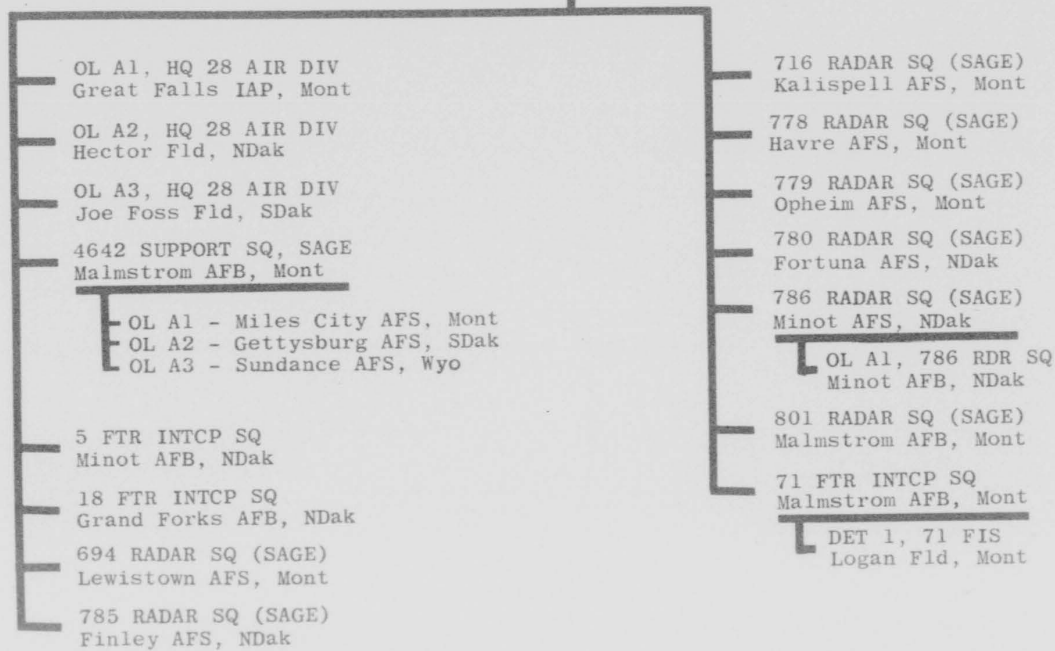 OL A1, HQ 28 AIR DIV
Great Falls IAP, Mont
OL A2, HQ 28 AIR DIV
Hector Fld, NDak
OL A3, HQ 28 AIR DIV
Joe Foss Fld, SDak
4642 SUPPORT SQ, SAGE
Malmstrom AFB, Mont
OL A1 - Miles City AFS, Mont
OL A2 - Gettysburg AFS, SDak
OL A3 - Sundance AFS, Wyo
5 FTR INTCP SQ
Minot AFB, NDak
18 FTR INTCP SQ
Grand Forks AFB, NDak
694 RADAR SQ (SAGE)
Lewistown AFS, Mont
785 RADAR SQ (SAGE)
Finley AFS, NDak
716 RADAR SQ (SAGE)
Kalispell AFS, Mont
778 RADAR SQ (SAGE)
Havre AFS, Mont
779 RADAR SQ (SAGE)
Opheim AFS, Mont
780 RADAR SQ (SAGE)
Fortuna AFS, NDak
786 RADAR SQ (SAGE)
Minot AFS, NDak
OL A1, 786 RDR SQ
Minot AFB, NDak
801 RADAR SQ (SAGE)
Malmstrom AFB, Mont
71 FTR INTCP SQ
Malmstrom AFB, Mont
DET 1, 71 FIS
Logan Fld, Mont